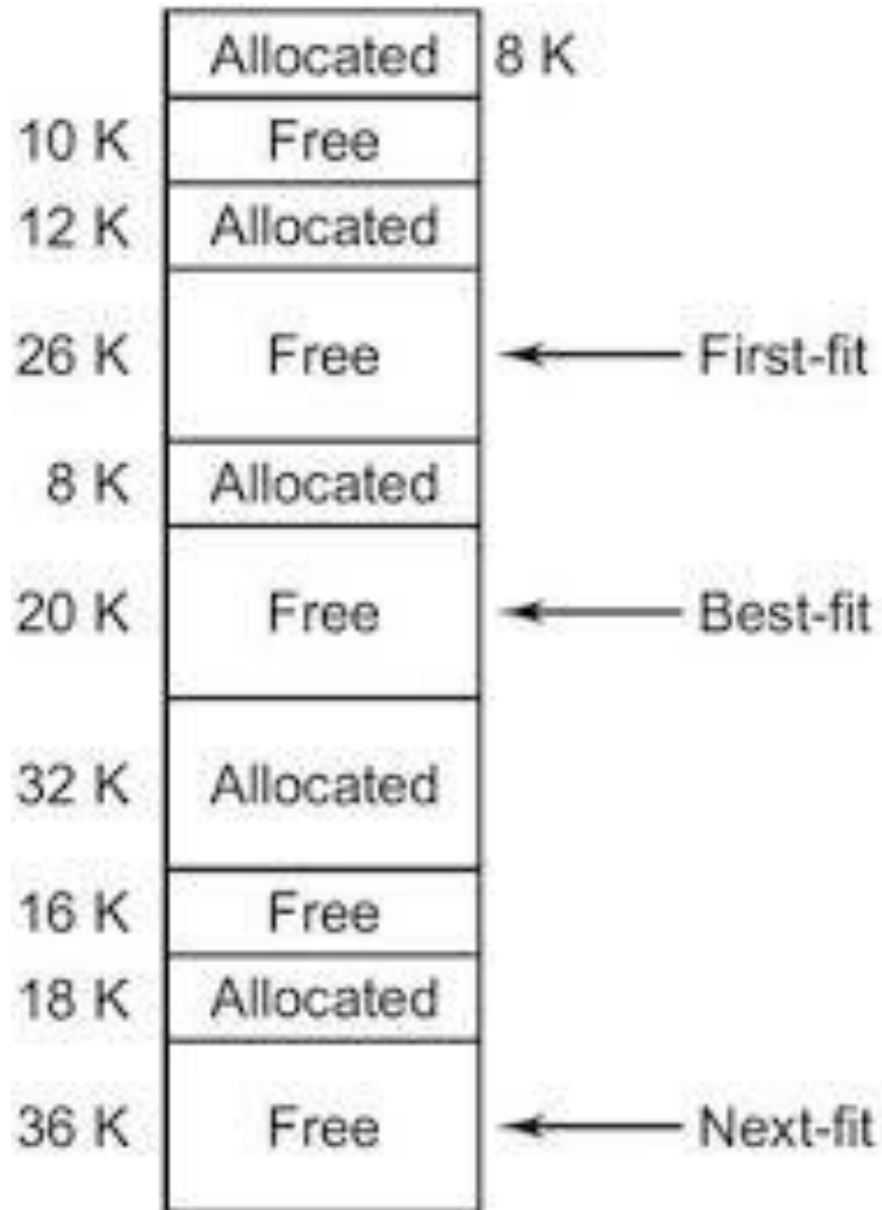 Allocated 8 K
10 K Free
12 K Allocated
26 K Free First-fit
8 K Allocated
20 K Free Best-fit
32 K Allocated
16 K Free
18 K Allocated
36 K Free Next-fit